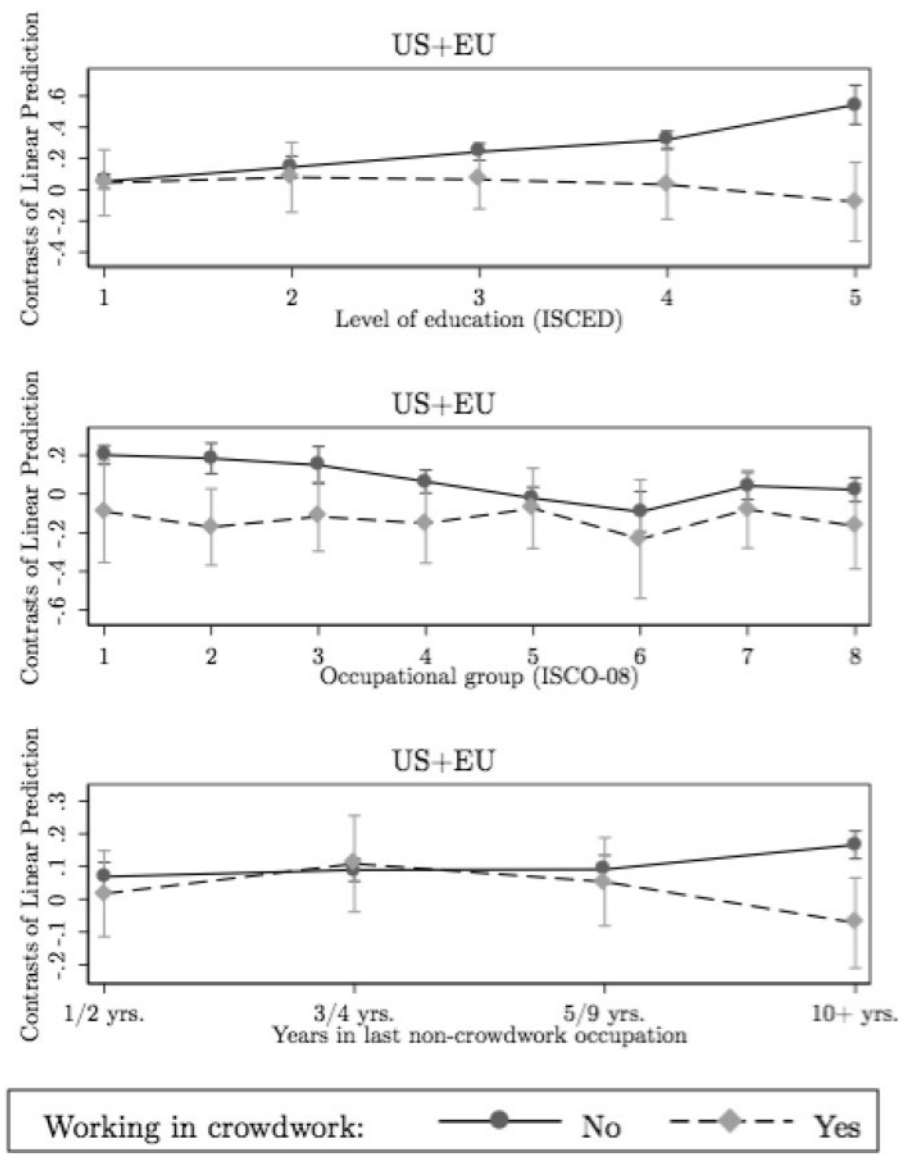 US+EU
Contrasts of Linear Prediction
.6
.4
.2
0
-.2
-.4
1 2 3 4 5
Level of education (ISCED)
US+EU
Contrasts of Linear Prediction
.2
0
-.2
-.4
-.6
1 2 3 4 5 6 7 8
Occupational group (ISCO-08)
US+EU
Contrasts of Linear Prediction
.3
.2
.1
0
-.1
-.2
1/2 yrs. 3/4 yrs. 5/9 yrs. 10+ yrs.
Years in last non-crowdwork occupation
Working in crowdwork: No Yes